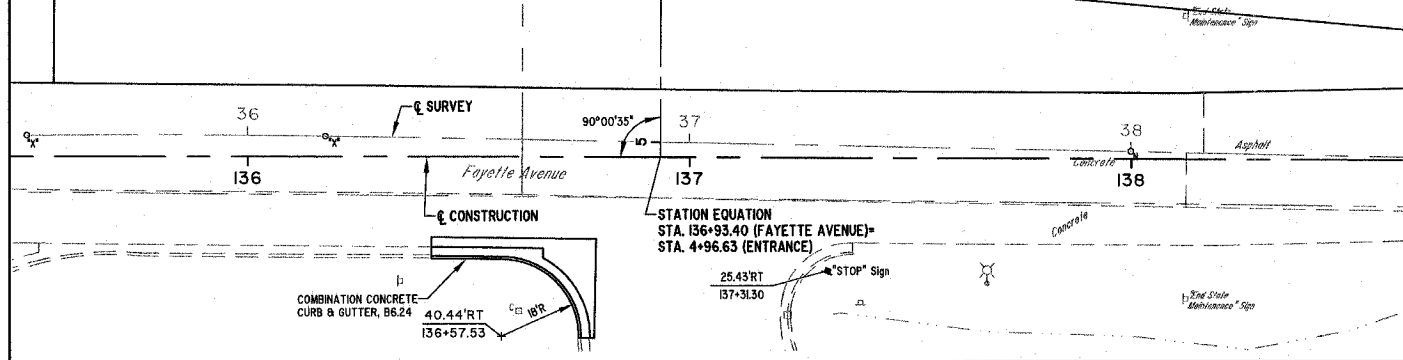 "End State
Maintenance" Sign
36
℄ SURVEY
90°00'35"
5
37
38
"X"
"X"
Asphalt
Concrete
136
Fayette Avenue
137
138
℄ CONSTRUCTION
STATION EQUATION
STA. 136+93.40 (FAYETTE AVENUE)=
STA. 4+96.63 (ENTRANCE)
Concrete
COMBINATION CONCRETE
CURB & GUTTER, B6.24
40.44'RT
136+57.53
18'R
25.43'RT
137+31.30
"STOP" Sign
"End State
Maintenance" Sign